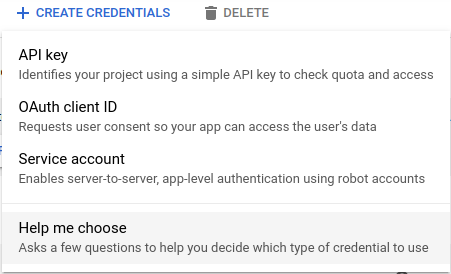 + CREATE CREDENTIALS DELETE
API key
Identifies your project using a simple API key to check quota and access
OAuth client ID
Requests user consent so your app can access the user's data
Service account
Enables server-to-server, app-level authentication using robot accounts
Help me choose
Asks a few questions to help you decide which type of credential to use